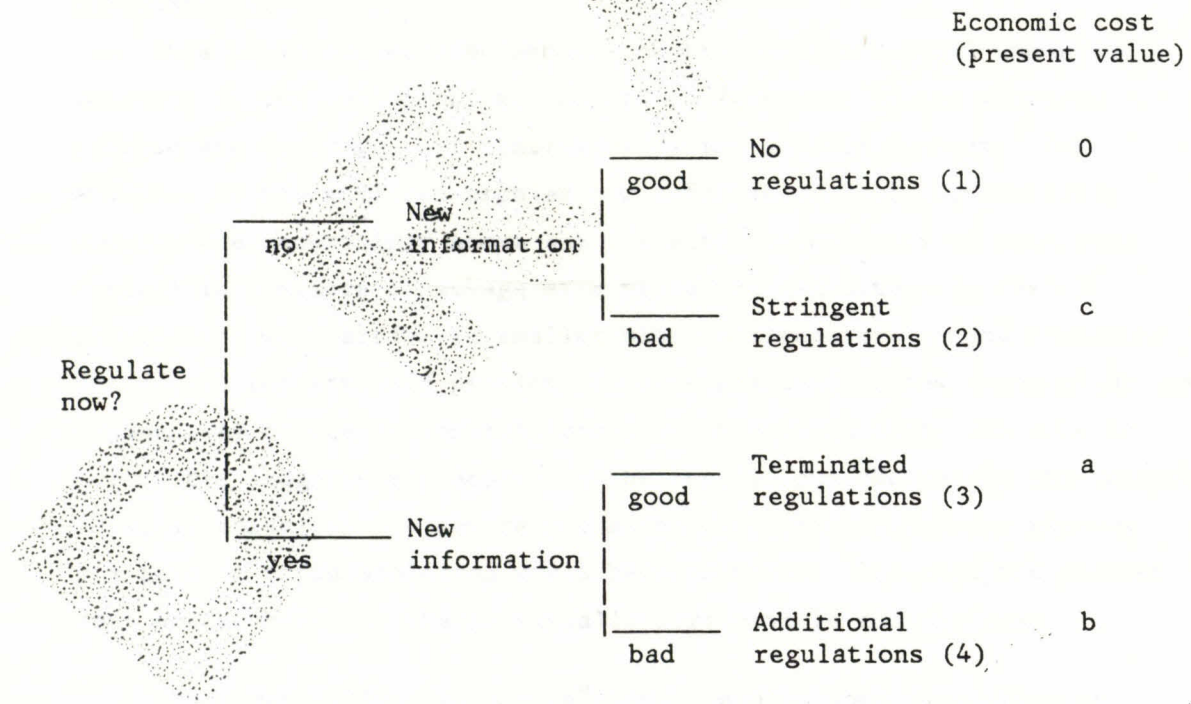 Economic cost
(present value)
No 0
good regulations (1)
New
no information
Stringent c
bad regulations (2)
Regulate
now?
Terminated a
good regulations (3)
New
yes information
Additional b
bad regulations (4)